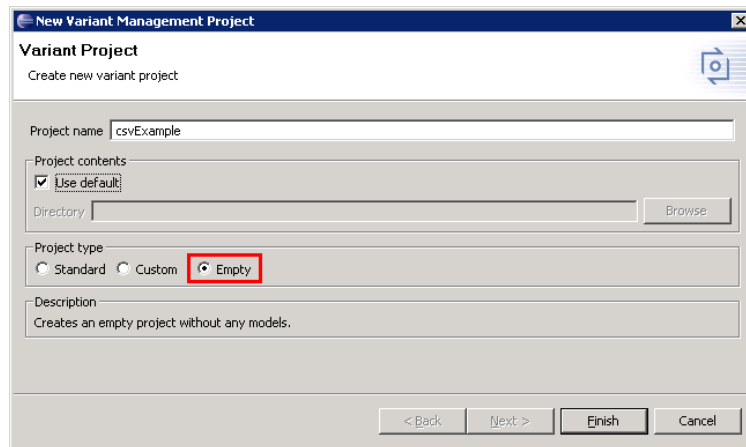 New Variant Management Project
Variant Project
Create new variant project
Project name csvExample
Project contents
Use default
Directory Browse
Project type
Standard Custom Empty
Description
Creates an empty project without any models.
< Back Next > Finish Cancel